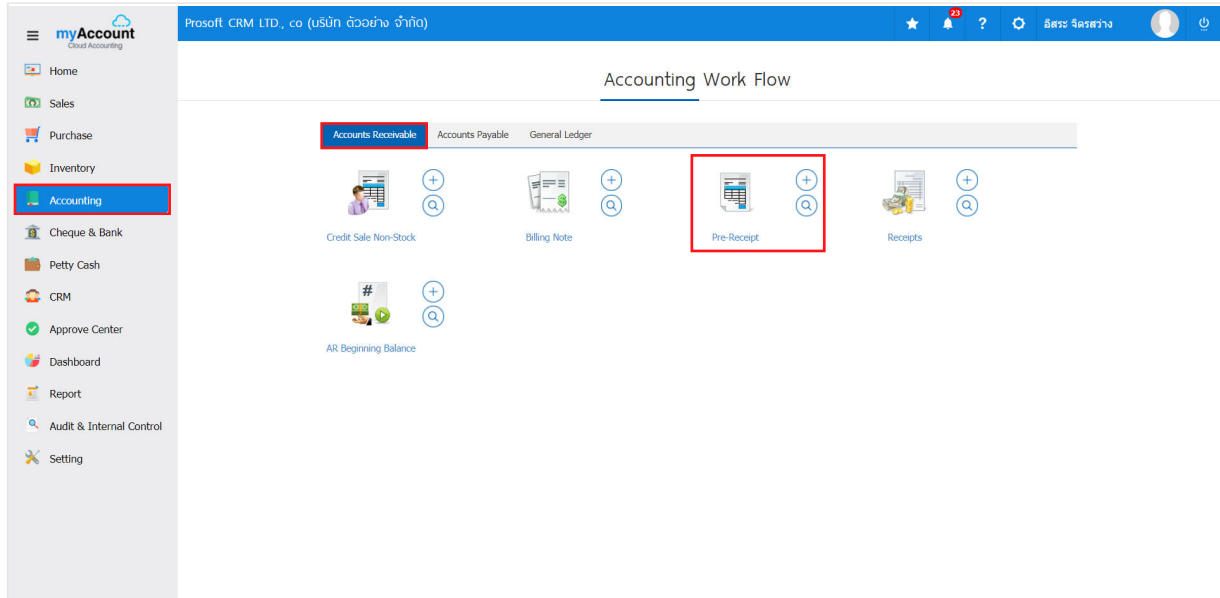 myAccount
Cloud Accounting
Prosoft CRM LTD., co (บริษัท ตัวอย่าง จำกัด)
23
?
อิสระ จิตรสว่าง
Home
Sales
Purchase
Inventory
Accounting
Cheque & Bank
Petty Cash
CRM
Approve Center
Dashboard
Report
Audit & Internal Control
Setting
Accounting Work Flow
Accounts Receivable Accounts Payable General Ledger
Credit Sale Non-Stock Billing Note Pre-Receipt Receipts
#
AR Beginning Balance